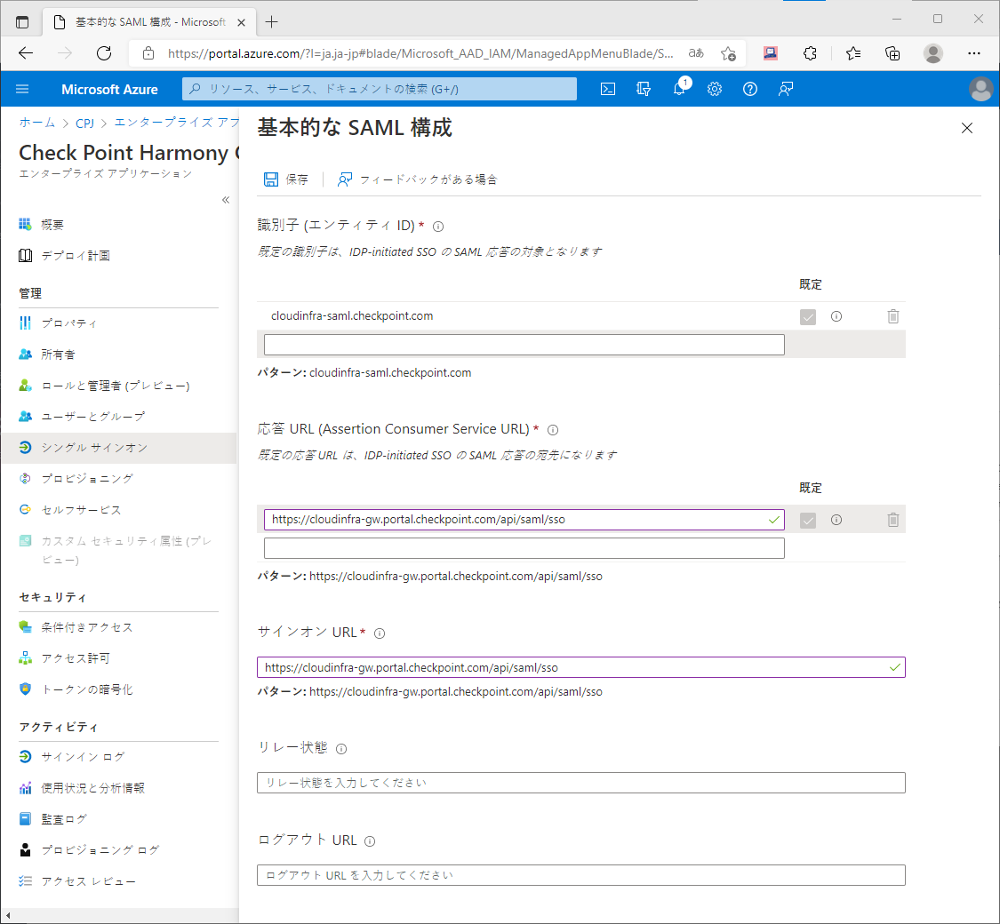 基本的な SAML 構成 - Microsoft
https://portal.azure.com/?l=ja.ja-jp#blade/Microsoft_AAD_IAM/ManagedAppMenuBlade/S...
Microsoft Azure
リソース、サービス、ドキュメントの検索 (G+/)
1
ホーム > CPJ > エンタープライズ アプ
Check Point Harmony
エンタープライズ アプリケーション
«
概要
デプロイ計画
管理
プロパティ
所有者
ロールと管理者 (プレビュー)
ユーザーとグループ
シングル サインオン
プロビジョニング
セルフサービス
カスタム セキュリティ属性 (プレ
ビュー)
セキュリティ
条件付きアクセス
アクセス許可
トークンの暗号化
アクティビティ
サインイン ログ
使用状況と分析情報
監査ログ
プロビジョニング ログ
アクセス レビュー
基本的な SAML 構成
保存
フィードバックがある場合
識別子 (エンティティ ID) *
既定の識別子は、IDP-initiated SSO の SAML 応答の対象となります
既定
cloudinfra-saml.checkpoint.com
パターン: cloudinfra-saml.checkpoint.com
応答 URL (Assertion Consumer Service URL) *
既定の応答 URL は、IDP-initiated SSO の SAML 応答の宛先になります
既定
https://cloudinfra-gw.portal.checkpoint.com/api/saml/sso
パターン: https://cloudinfra-gw.portal.checkpoint.com/api/saml/sso
サインオン URL *
https://cloudinfra-gw.portal.checkpoint.com/api/saml/sso
パターン: https://cloudinfra-gw.portal.checkpoint.com/api/saml/sso
リレー状態
リレー状態を入力してください
ログアウト URL
ログアウト URL を入力してください